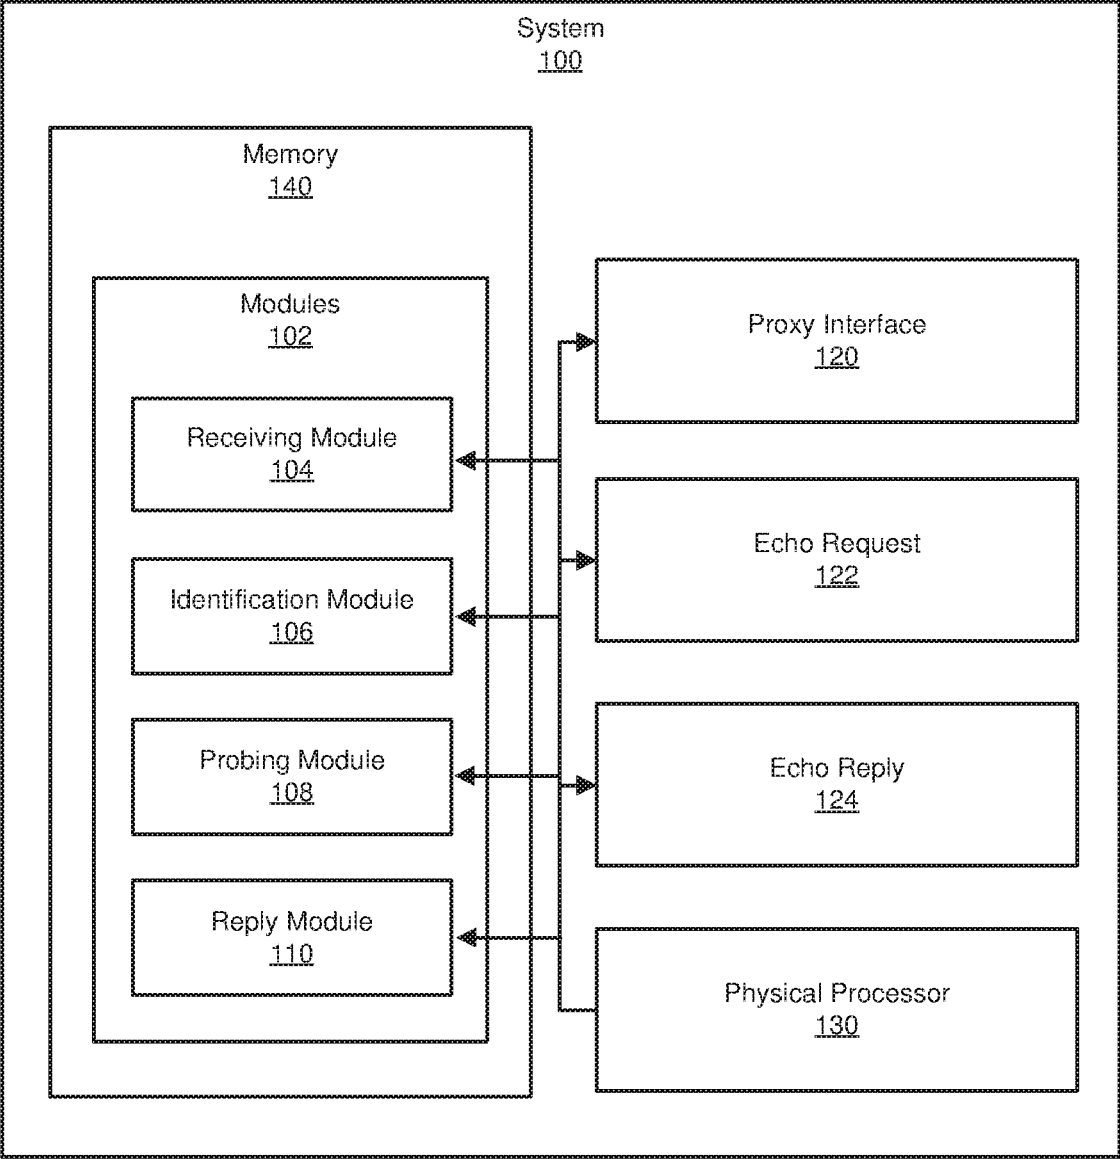 System
100
Memory
140
Modules
102
Receiving Module
104
Identification Module
106
Probing Module
108
Reply Module
110
Proxy Interface
120
Echo Request
122
Echo Reply
124
Physical Processor
130